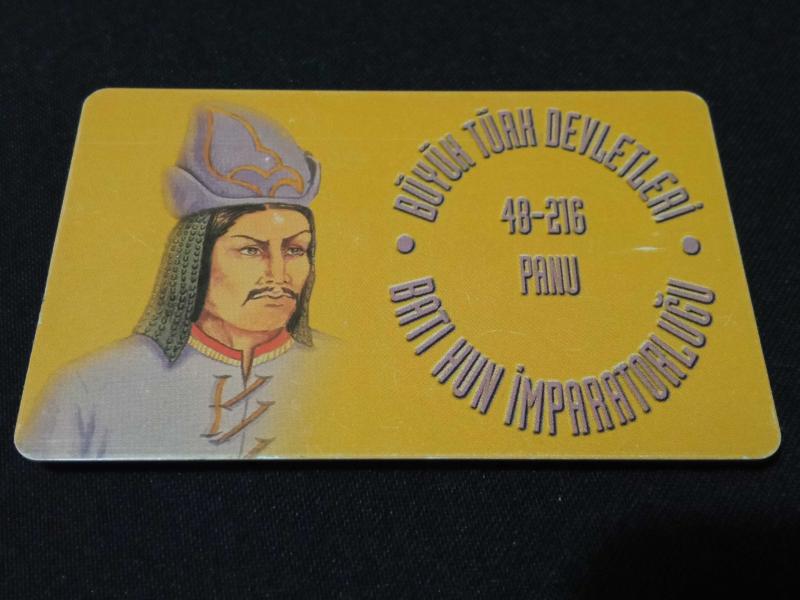 BÜYÜK TÜRK DEVLETLERİ
48-216
PANU
BATI HUN İMPARATORLUĞU